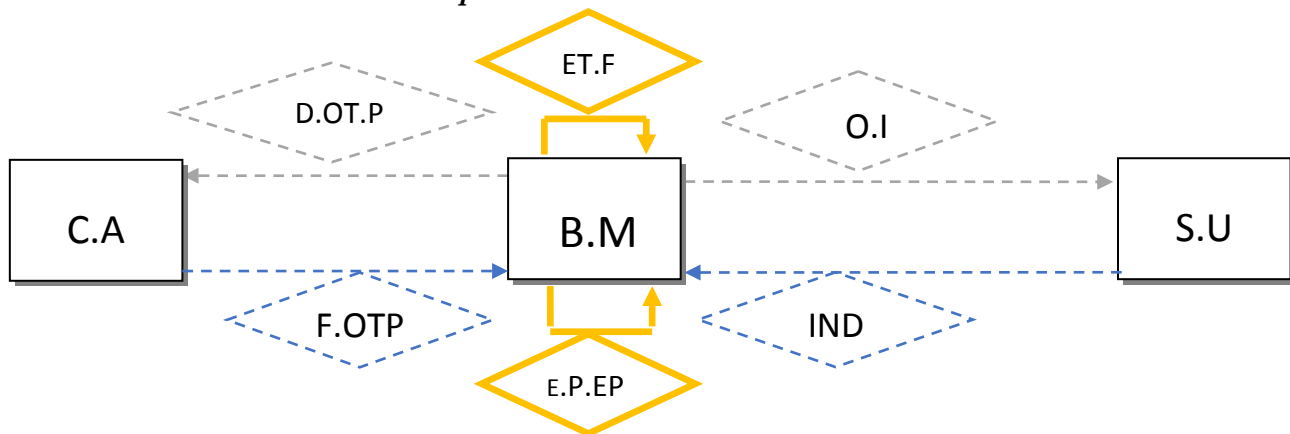 p
ET.F
D.OT.P
O.I
C.A
B.M
S.U
F.OTP
IND
E.P.EP